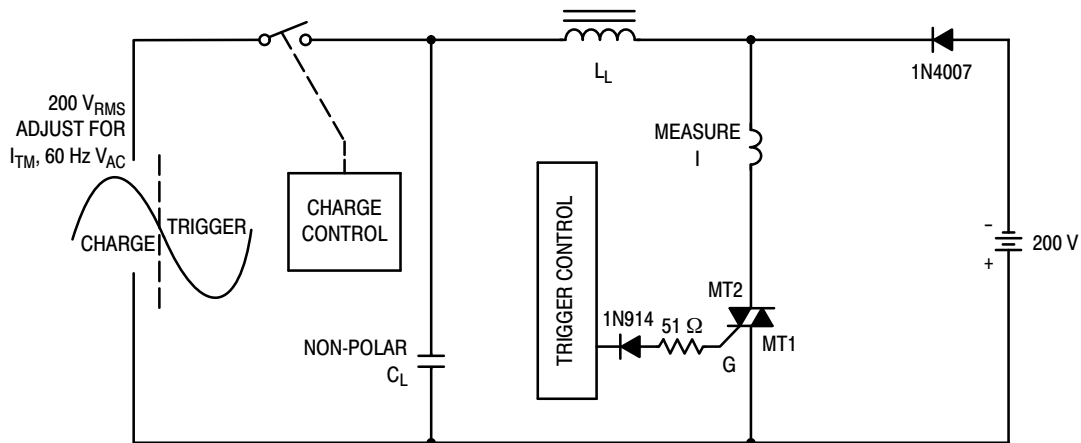 200 V_RMS
ADJUST FOR
I_TM, 60 Hz V_AC
CHARGE
TRIGGER
CHARGE
CONTROL
NON-POLAR
C_L
L_L
TRIGGER CONTROL
MEASURE
I
1N914
51 Ω
G
MT2
MT1
1N4007
-
+
200 V